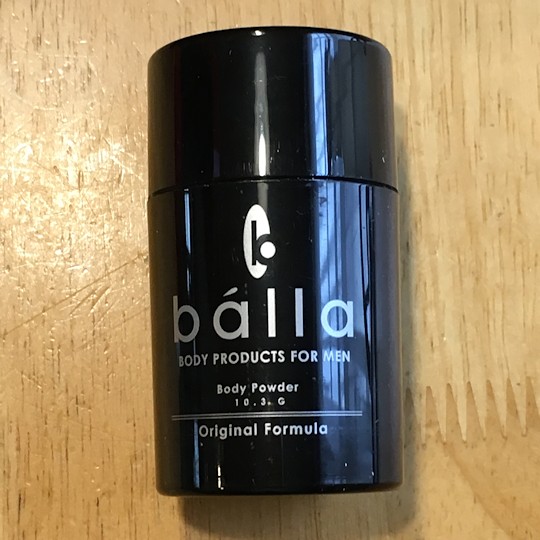 b
bálla
BODY PRODUCTS FOR MEN
Body Powder
10.3 G
Original Formula